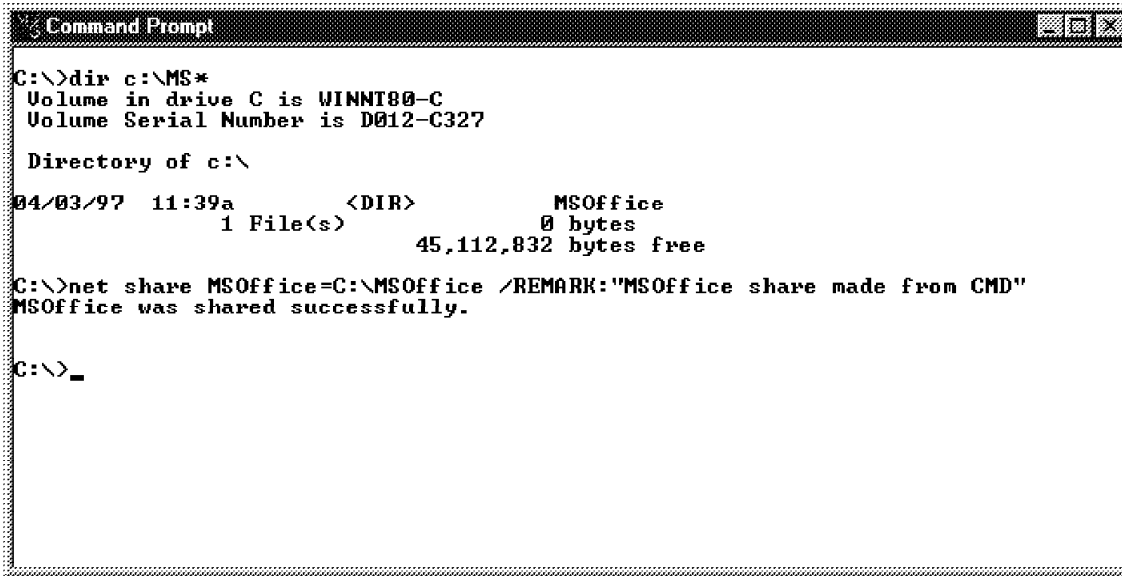 Command Prompt
C:\>dir c:\MS*
 Volume in drive C is WINNT80-C
 Volume Serial Number is D012-C327
 Directory of c:\
04/03/97  11:39a        <DIR>          MSOffice
               1 File(s)              0 bytes
                             45,112,832 bytes free
C:\>net share MSOffice=C:\MSOffice /REMARK:"MSOffice share made from CMD"
MSOffice was shared successfully.
C:\>_